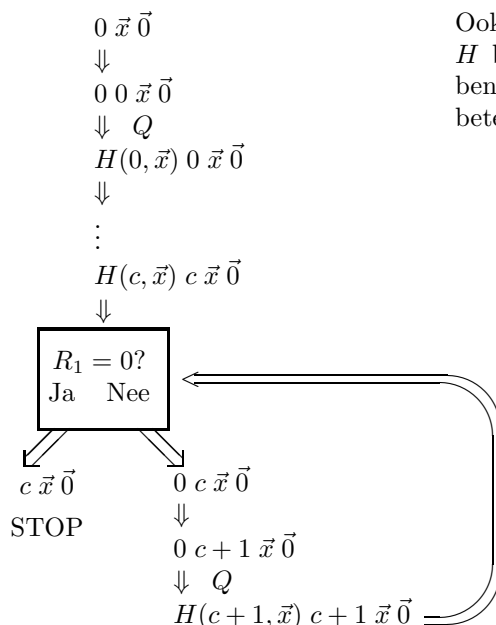 0 x⃗ 0⃗
⇓
0 0 x⃗ 0⃗
⇓ Q
H(0, x⃗) 0 x⃗ 0⃗
⇓
⋮
H(c, x⃗) c x⃗ 0⃗
⇓
R₁ = 0?
Ja Nee
c x⃗ 0⃗
STOP
0 c x⃗ 0⃗
⇓
0 c + 1 x⃗ 0⃗
⇓ Q
H(c + 1, x⃗) c + 1 x⃗ 0⃗
Ook
H
ben
bete